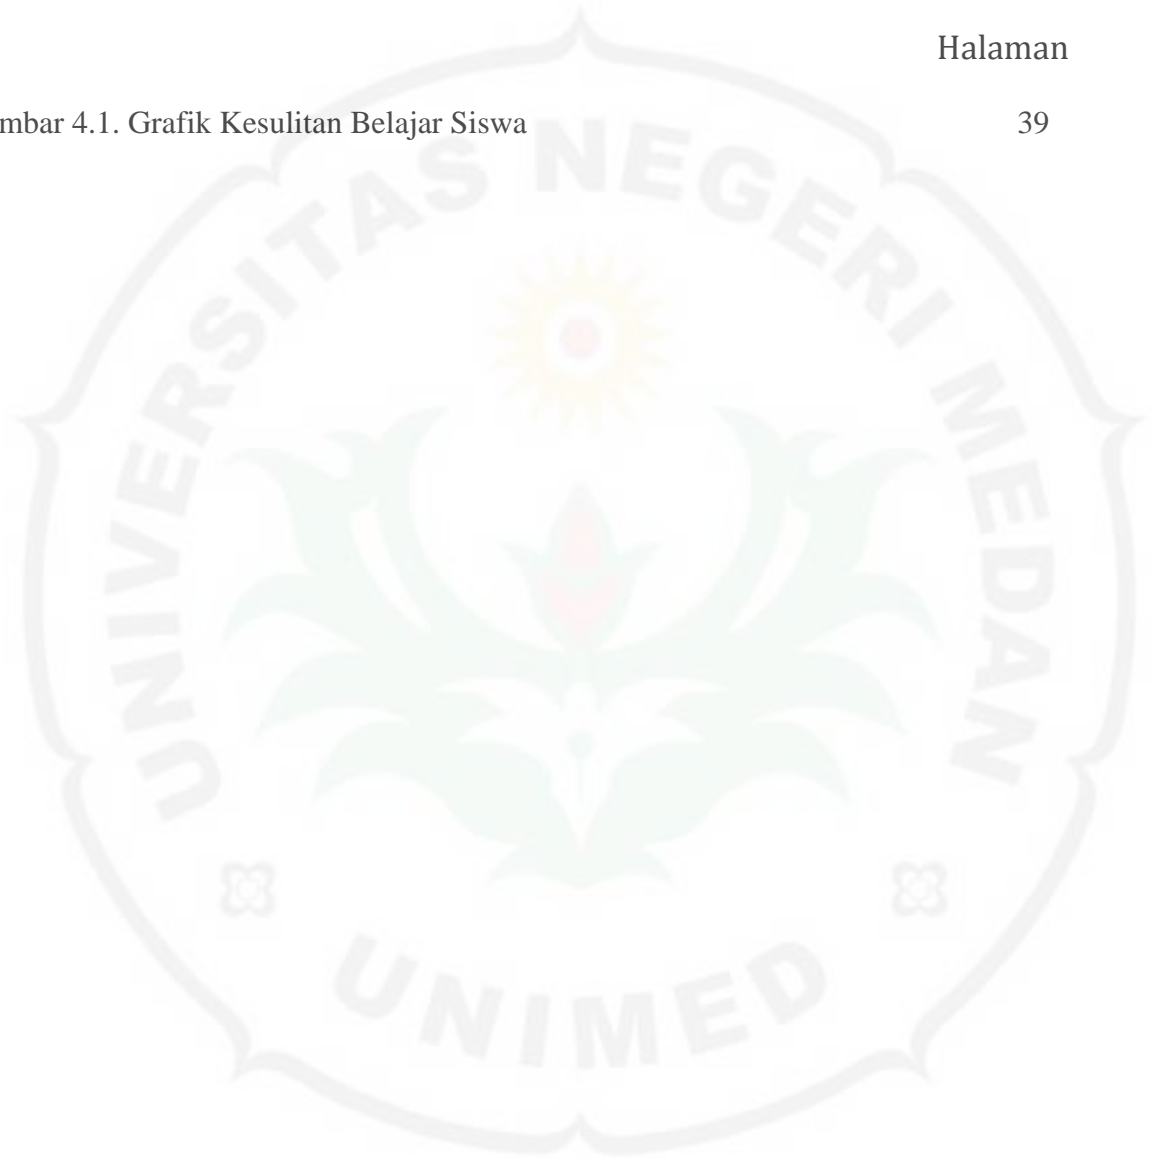 Halaman
mbar 4.1. Grafik Kesulitan Belajar Siswa 39
UNIVERSITAS NEGERI MEDAN
UNIMED